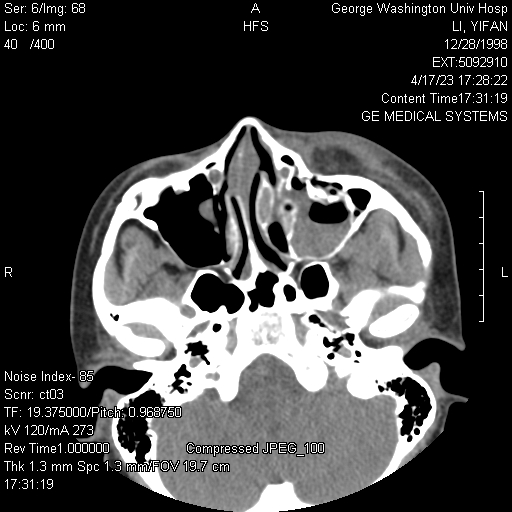 Ser: 6/Img: 68
Loc: 6 mm
40 /400
A
HFS
George Washington Univ Hosp
LI, YIFAN
12/28/1998
EXT:5092910
4/17/23 17:28:22
Content Time17:31:19
GE MEDICAL SYSTEMS
R
L
Noise Index- 85
Scnr: ct03
TF: 19.375000/Pitch: 0.968750
kV 120/mA 273
Rev Time1.000000
Compressed JPEG_100
Thk 1.3 mm Spc 1.3 mm/FOV 19.7 cm
17:31:19